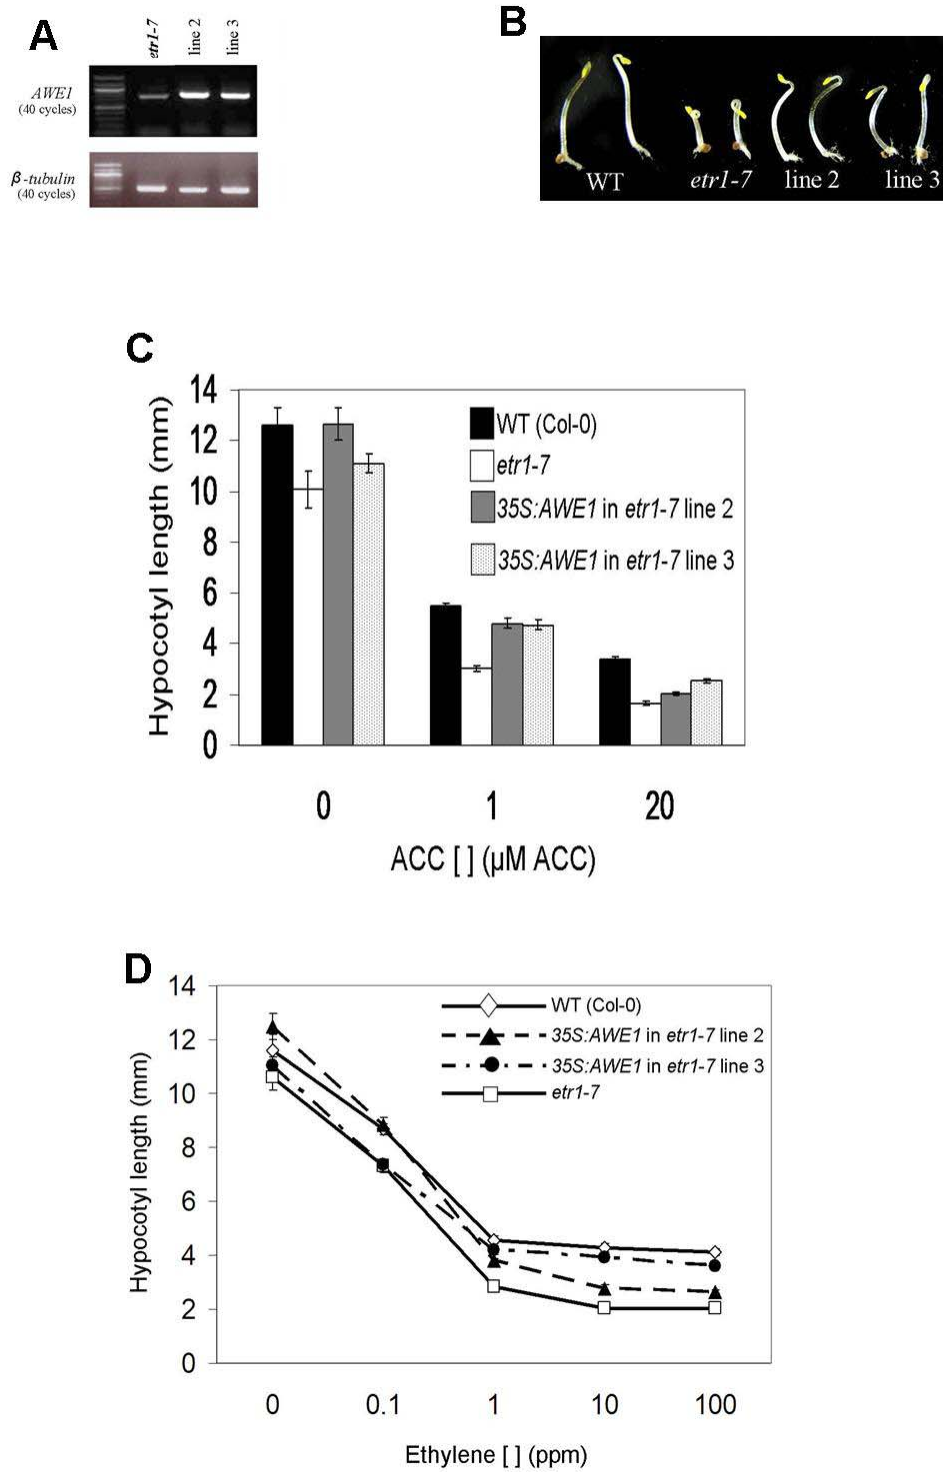 A
etr1-7
line 2
line 3
AWE1
(40 cycles)
β-tubulin
(40 cycles)
B
WT
etr1-7
line 2
line 3
C
Hypocotyl length (mm)
14
12
10
8
6
4
2
0
WT (Col-0)
etr1-7
35S:AWE1 in etr1-7 line 2
35S:AWE1 in etr1-7 line 3
0 1 20
ACC [ ] (µM ACC)
D
Hypocotyl length (mm)
14
12
10
8
6
4
2
0
WT (Col-0)
35S:AWE1 in etr1-7 line 2
35S:AWE1 in etr1-7 line 3
etr1-7
0 0.1 1 10 100
Ethylene [ ] (ppm)